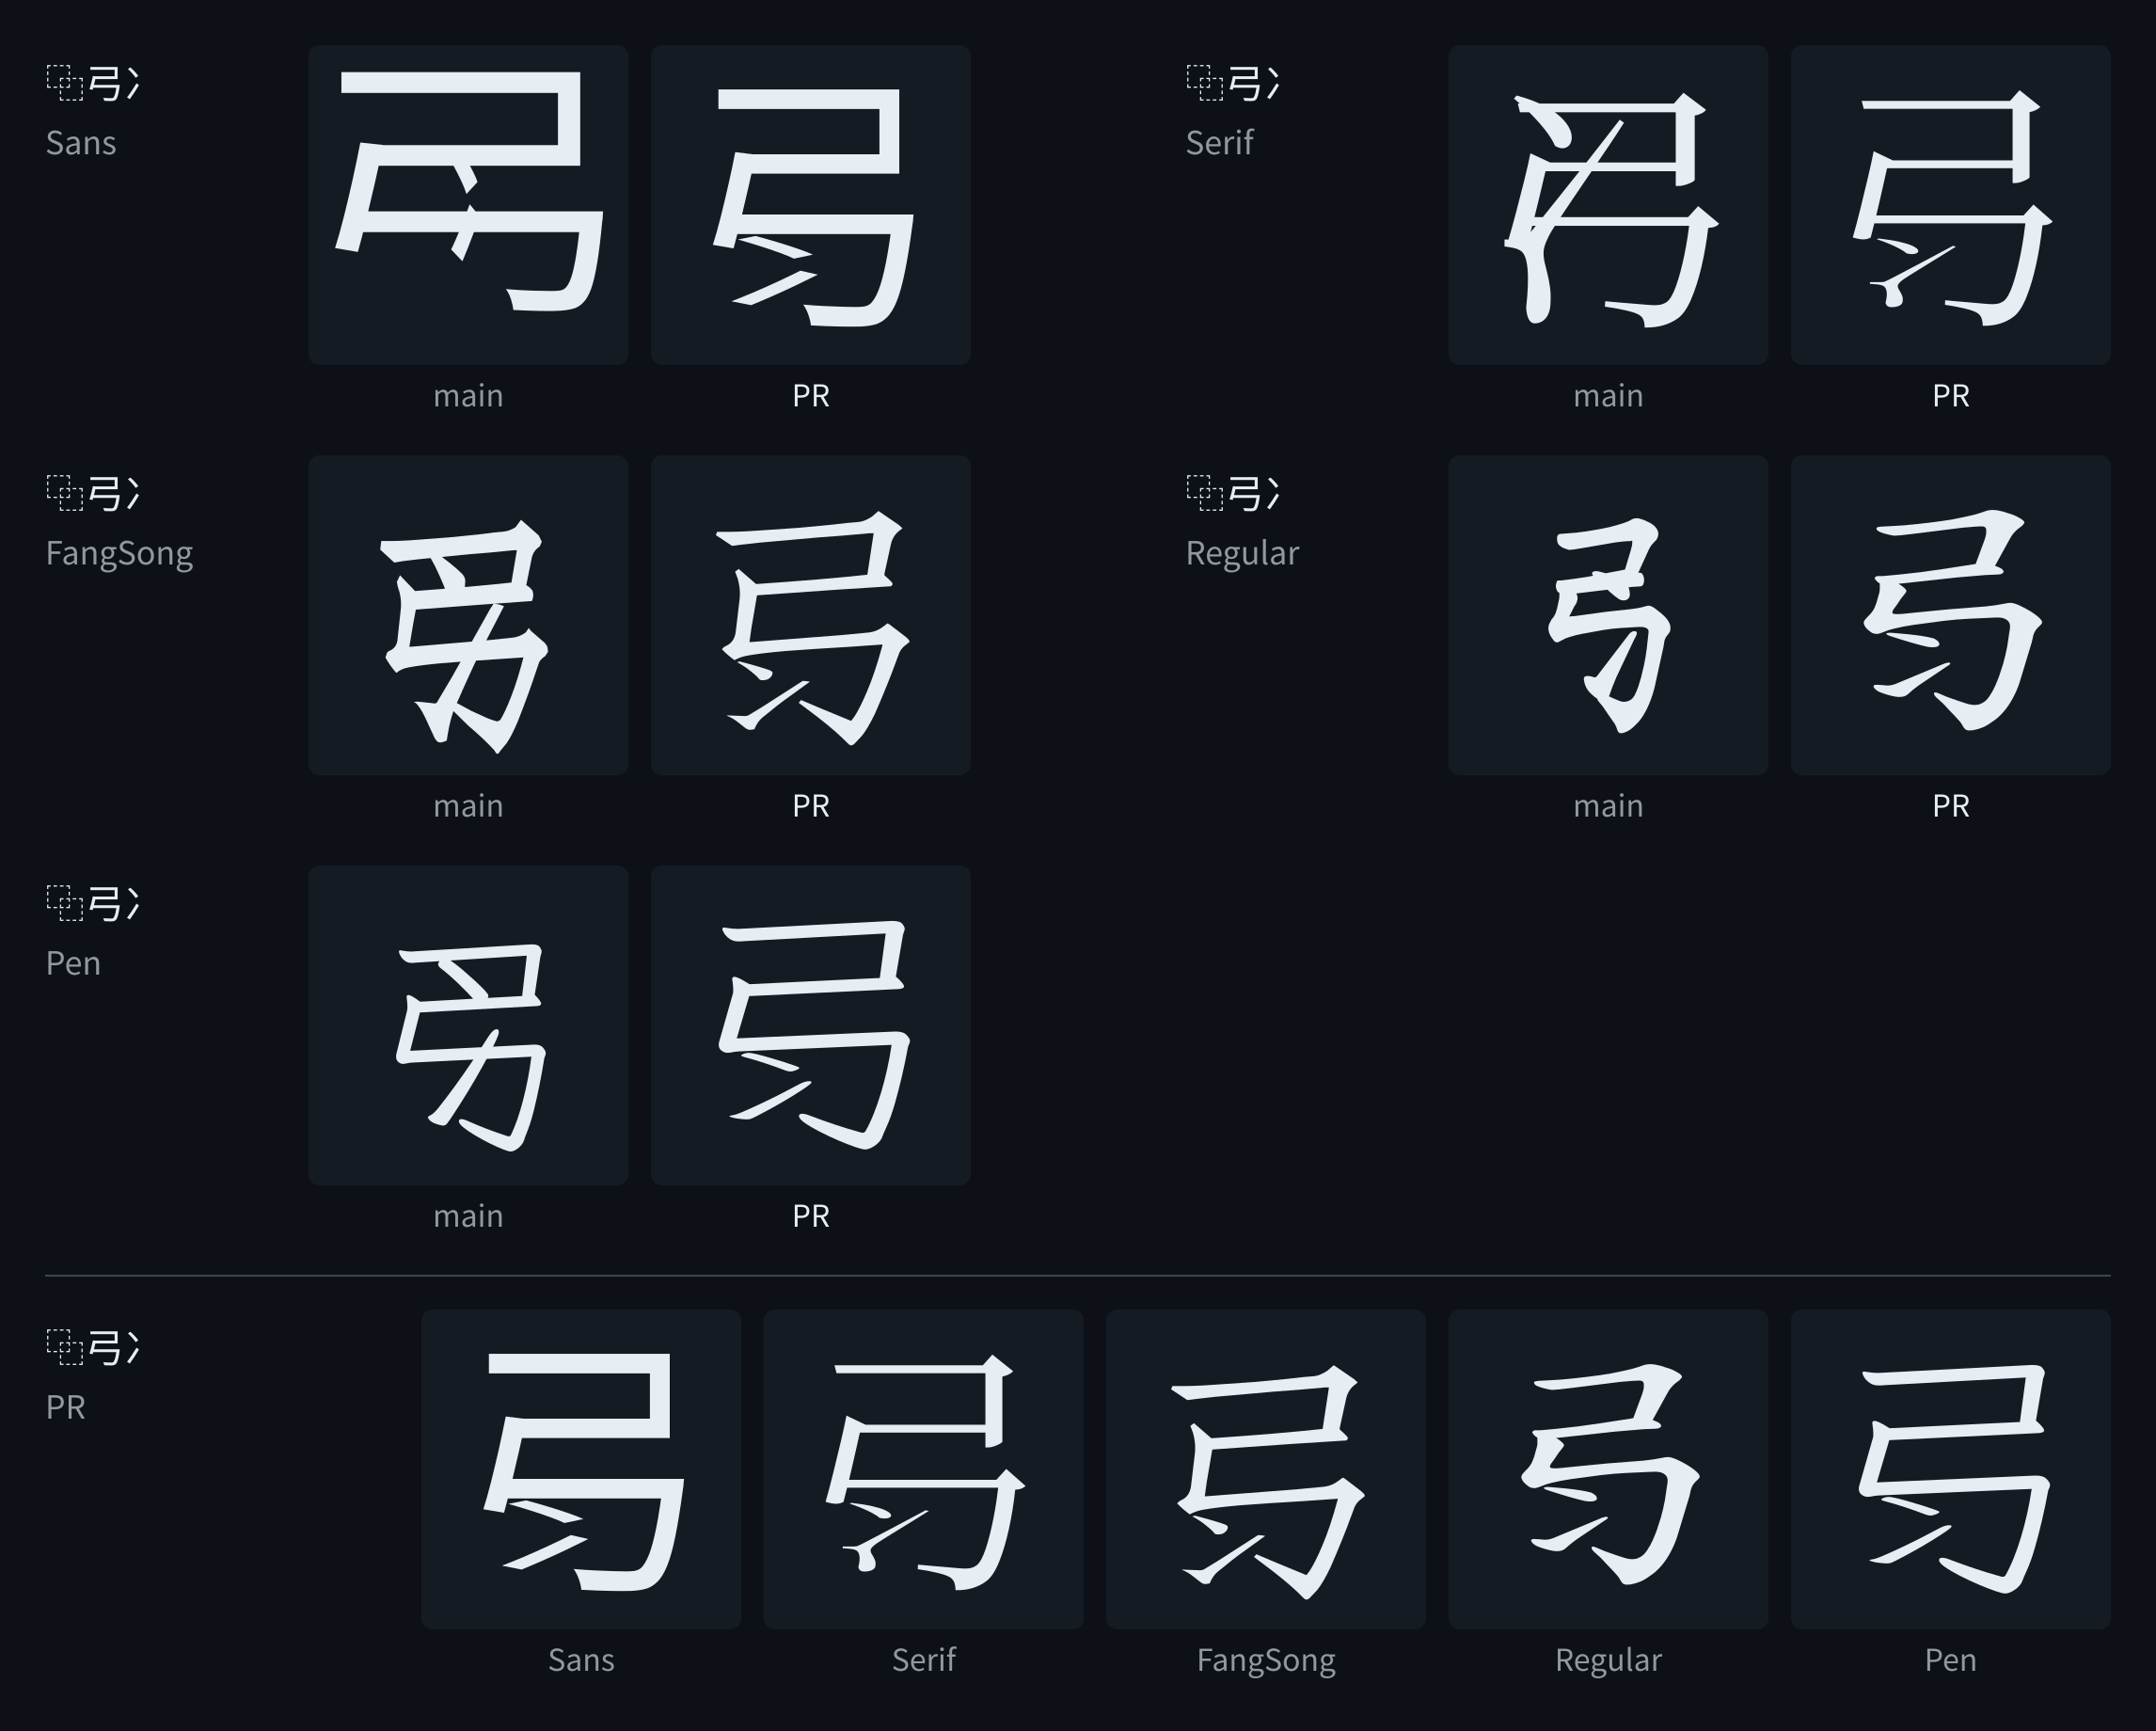 ⿻弓冫
Sans
main
PR
⿻弓冫
Serif
main
PR
⿻弓冫
FangSong
main
PR
⿻弓冫
Regular
main
PR
⿻弓冫
Pen
main
PR
⿻弓冫
PR
Sans
Serif
FangSong
Regular
Pen